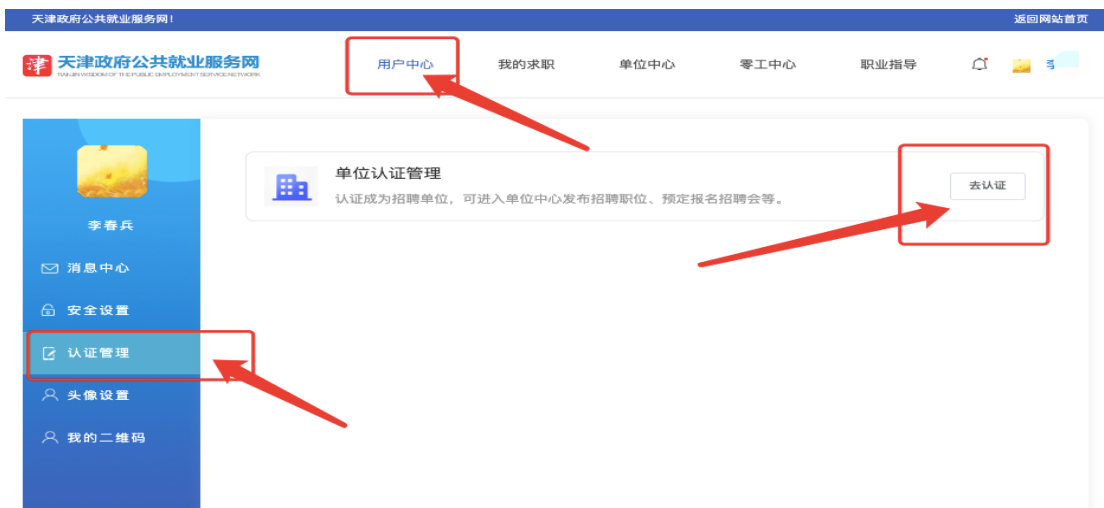 天津政府公共就业服务网!
返回网站首页
津 天津政府公共就业服务网
用户中心 我的求职 单位中心 零工中心 职业指导
单位认证管理
认证成为招聘单位，可进入单位中心发布招聘职位、预定报名招聘会等。
去认证
李春兵
消息中心
安全设置
认证管理
头像设置
我的二维码